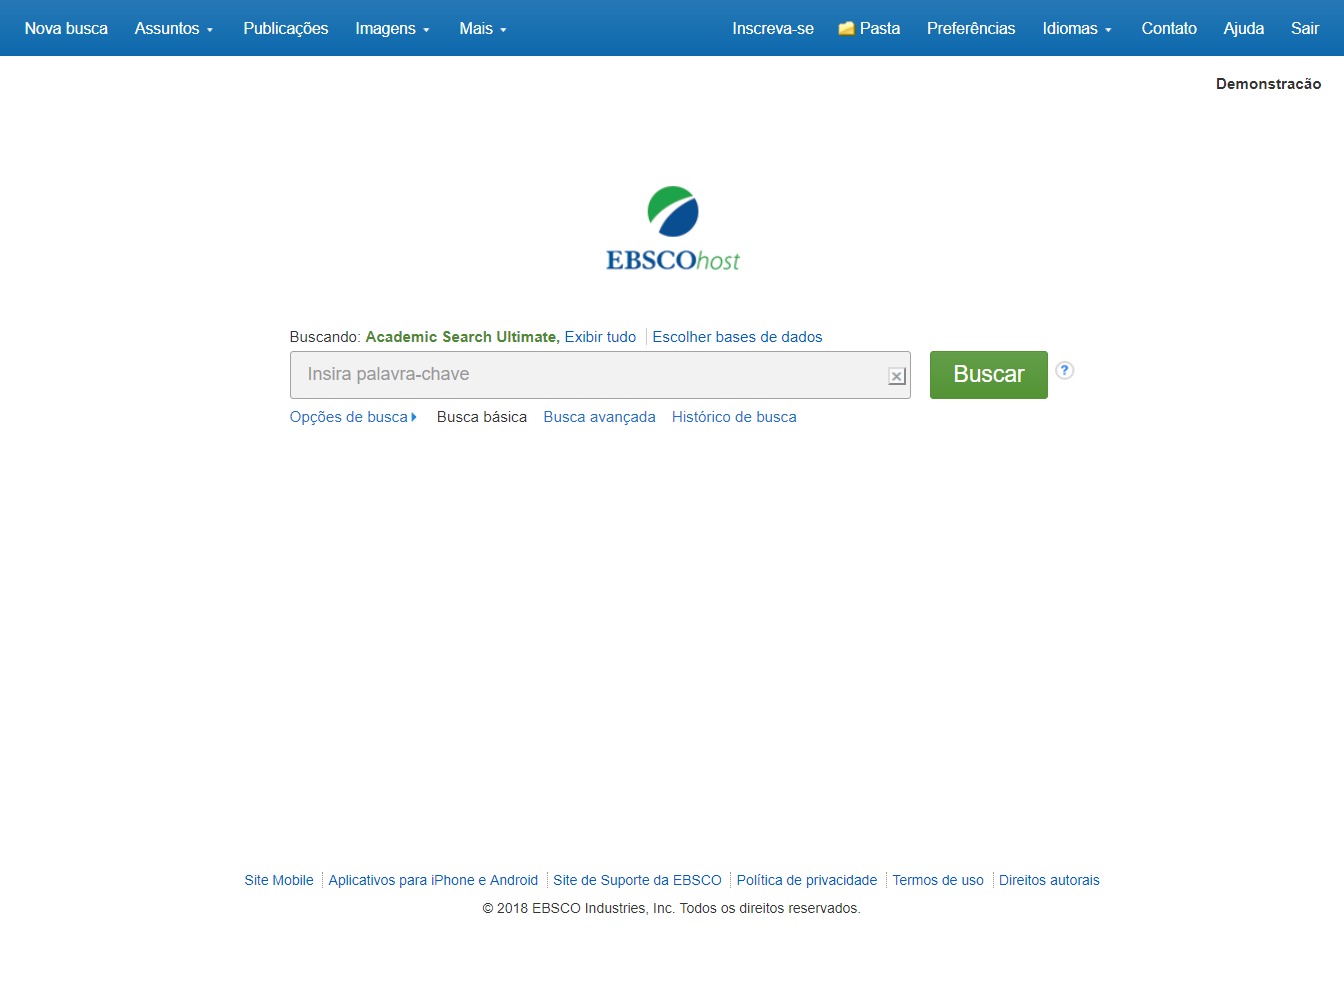 Nova busca Assuntos Publicações Imagens Mais Inscreva-se Pasta Preferências Idiomas Contato Ajuda Sair
Demonstracão
EBSCOhost
Buscando: Academic Search Ultimate, Exibir tudo Escolher bases de dados
Insira palavra-chave
Buscar
?
Opções de busca Busca básica Busca avançada Histórico de busca
Site Mobile Aplicativos para iPhone e Android Site de Suporte da EBSCO Política de privacidade Termos de uso Direitos autorais
© 2018 EBSCO Industries, Inc. Todos os direitos reservados.